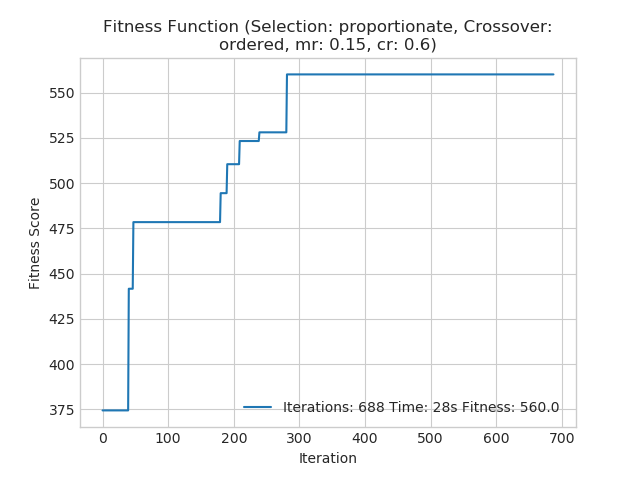 Fitness Function (Selection: proportionate, Crossover:
ordered, mr: 0.15, cr: 0.6)
550
525
500
475
450
425
400
375
Fitness Score
Iterations: 688 Time: 28s Fitness: 560.0
0 100 200 300 400 500 600 700
Iteration